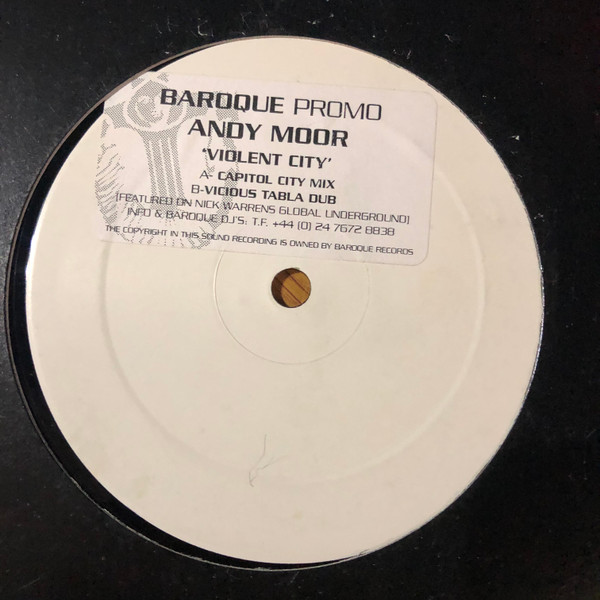 BAROQUE PROMO
ANDY MOOR
'VIOLENT CITY'
A- CAPITOL CITY MIX
B-VICIOUS TABLA DUB
[FEATURED ON NICK WARRENS GLOBAL UNDERGROUND]
INFO & BAROQUE DJ'S: T.F. +44 (0) 24 7672 8838
THE COPYRIGHT IN THIS SOUND RECORDING IS OWNED BY BAROQUE RECORDS